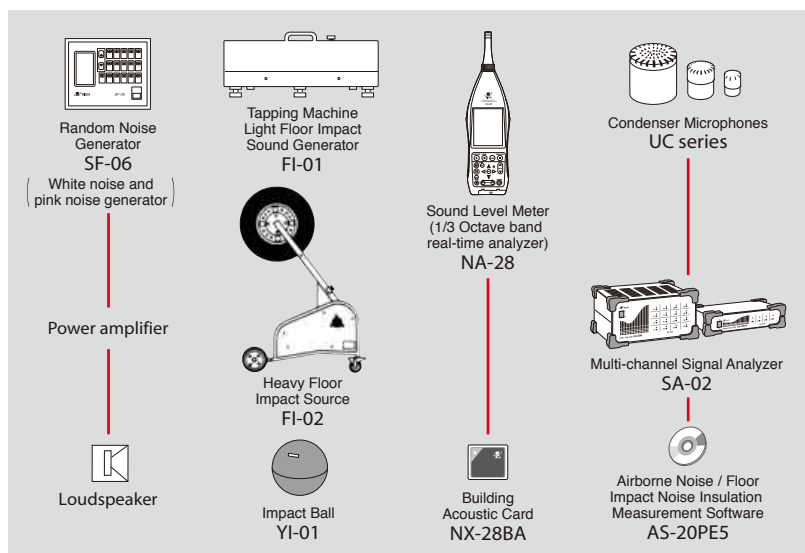 Random Noise
Generator
SF-06
( White noise and
pink noise generator )
Power amplifier
Loudspeaker
Tapping Machine
Light Floor Impact
Sound Generator
FI-01
Heavy Floor
Impact Source
FI-02
Impact Ball
YI-01
Sound Level Meter
(1/3 Octave band
real-time analyzer)
NA-28
Building
Acoustic Card
NX-28BA
Condenser Microphones
UC series
Multi-channel Signal Analyzer
SA-02
Airborne Noise / Floor
Impact Noise Insulation
Measurement Software
AS-20PE5